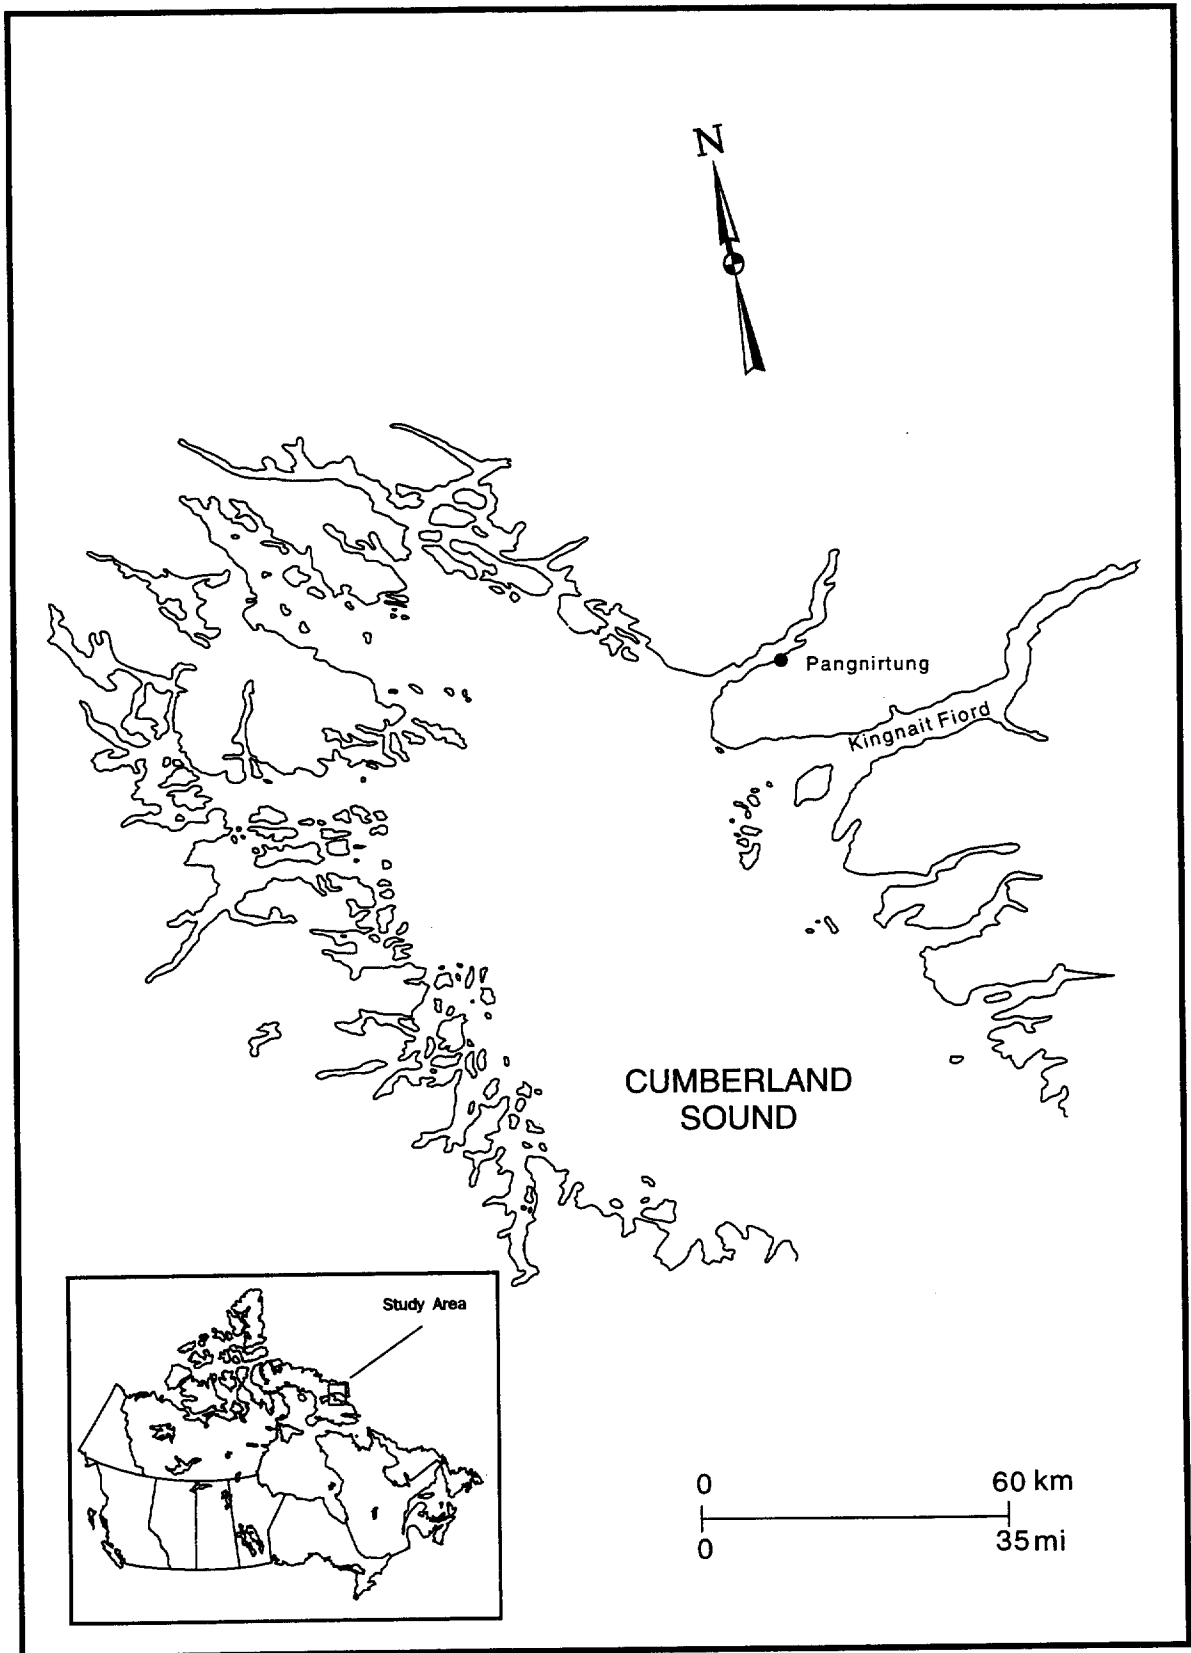 N
Pangnirtung
Kingnait Fiord
CUMBERLAND
SOUND
Study Area
0 60 km
0 35 mi